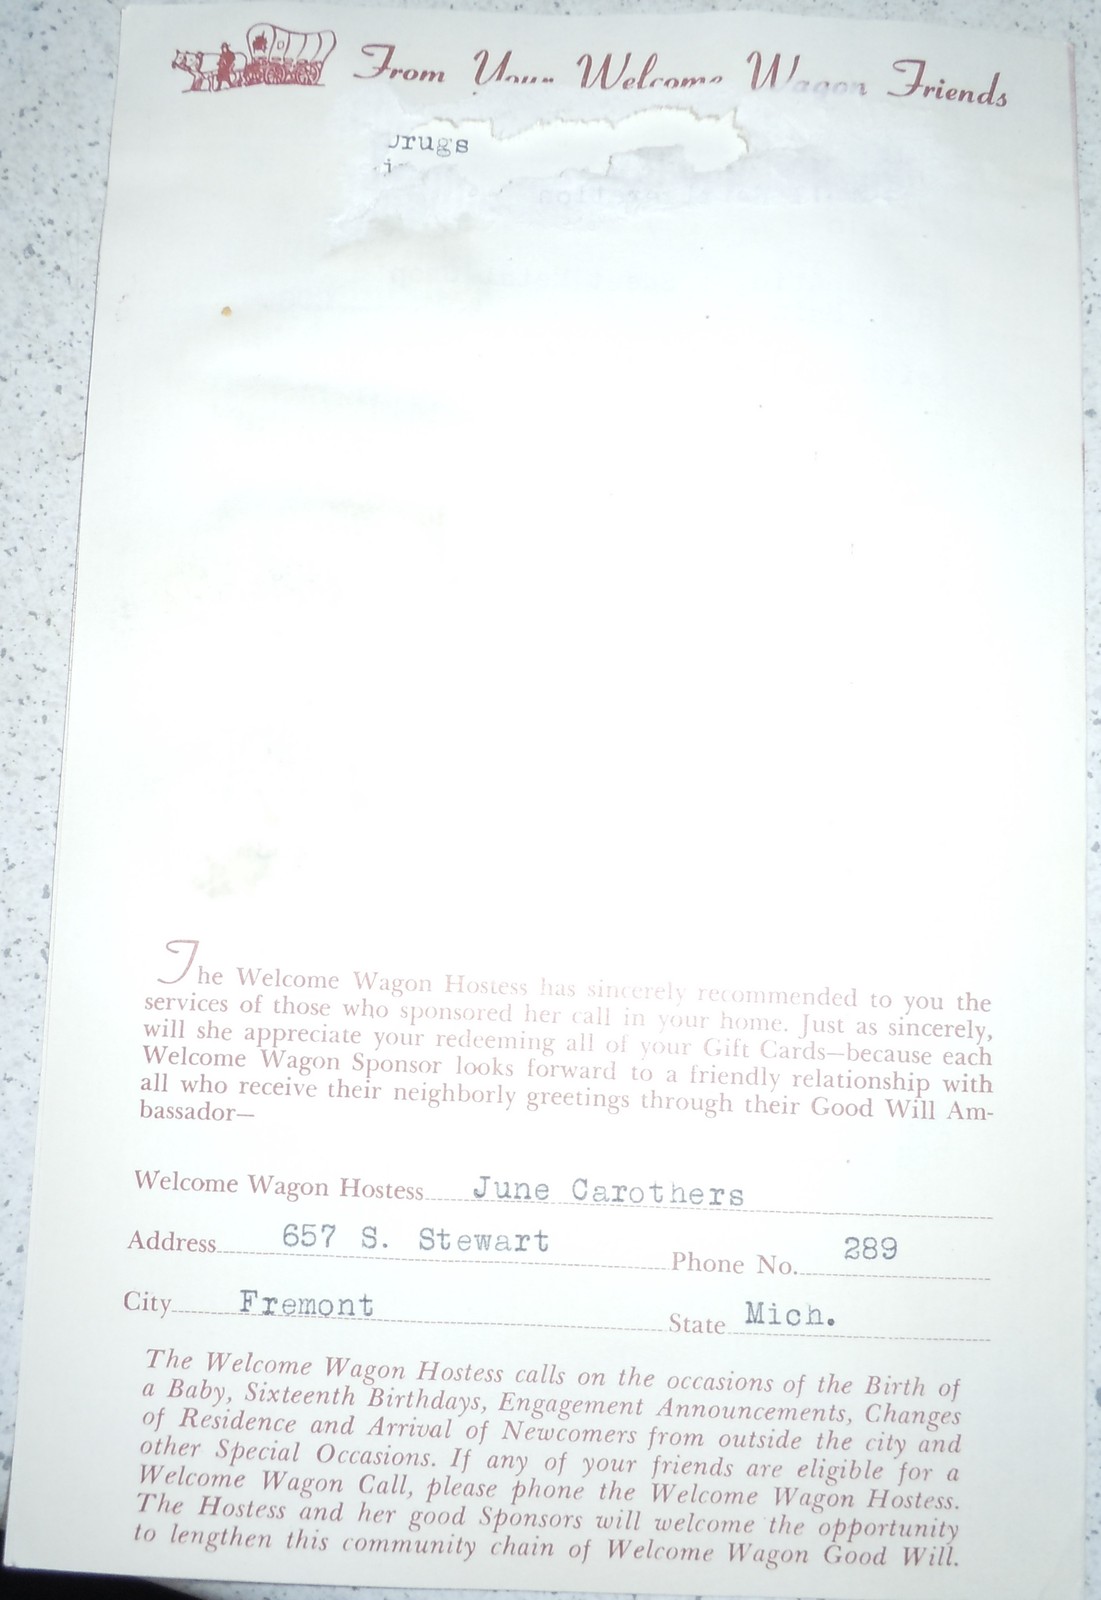 From Your Welcome Wagon Friends
Drugs
The Welcome Wagon Hostess has sincerely recommended to you the
services of those who sponsored her call in your home. Just as sincerely,
will she appreciate your redeeming all of your Gift Cards—because each
Welcome Wagon Sponsor looks forward to a friendly relationship with
all who receive their neighborly greetings through their Good Will Am-
bassador—
Welcome Wagon Hostess June Carothers
Address 657 S. Stewart Phone No. 289
City Fremont State Mich.
The Welcome Wagon Hostess calls on the occasions of the Birth of
a Baby, Sixteenth Birthdays, Engagement Announcements, Changes
of Residence and Arrival of Newcomers from outside the city and
other Special Occasions. If any of your friends are eligible for a
Welcome Wagon Call, please phone the Welcome Wagon Hostess.
The Hostess and her good Sponsors will welcome the opportunity
to lengthen this community chain of Welcome Wagon Good Will.